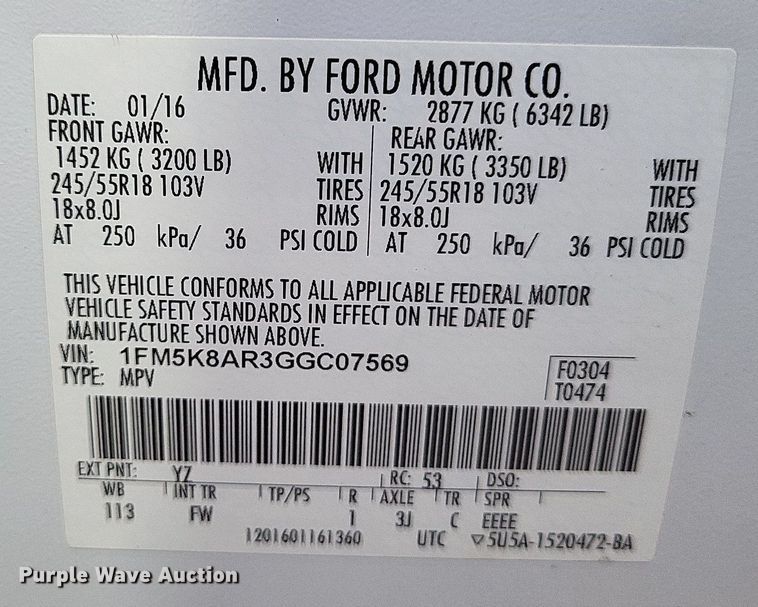 MFD. BY FORD MOTOR CO.
DATE: 01/16 GVWR: 2877 KG ( 6342 LB)
FRONT GAWR: REAR GAWR:
1452 KG ( 3200 LB) WITH 1520 KG ( 3350 LB) WITH
245/55R18 103V TIRES 245/55R18 103V TIRES
18x8.0J RIMS 18x8.0J RIMS
AT 250 kPa/ 36 PSI COLD AT 250 kPa/ 36 PSI COLD
THIS VEHICLE CONFORMS TO ALL APPLICABLE FEDERAL MOTOR
VEHICLE SAFETY STANDARDS IN EFFECT ON THE DATE OF
MANUFACTURE SHOWN ABOVE.
VIN: 1FM5K8AR3GGC07569
TYPE: MPV
F0304
T0474
EXT PNT: YZ RC: 53 DSO:
WB INT TR TP/PS R AXLE TR SPR
113 FW 1 3J C EEEE
1201601161360 UTC ▽5U5A-1520472-BA
Purple Wave Auction